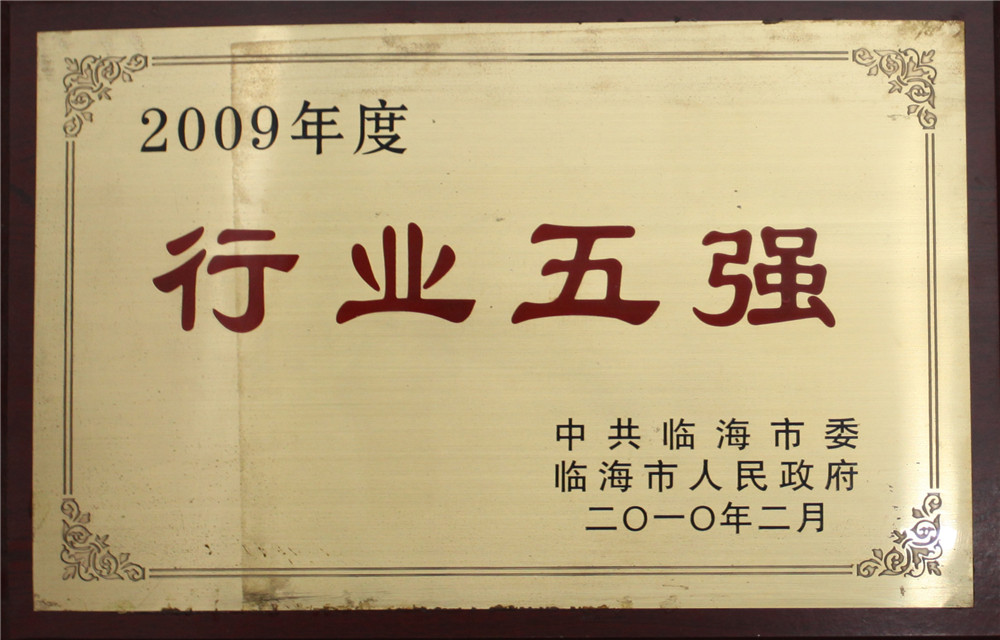 2009年度
行业五强
中共临海市委
临海市人民政府
二〇一〇年二月